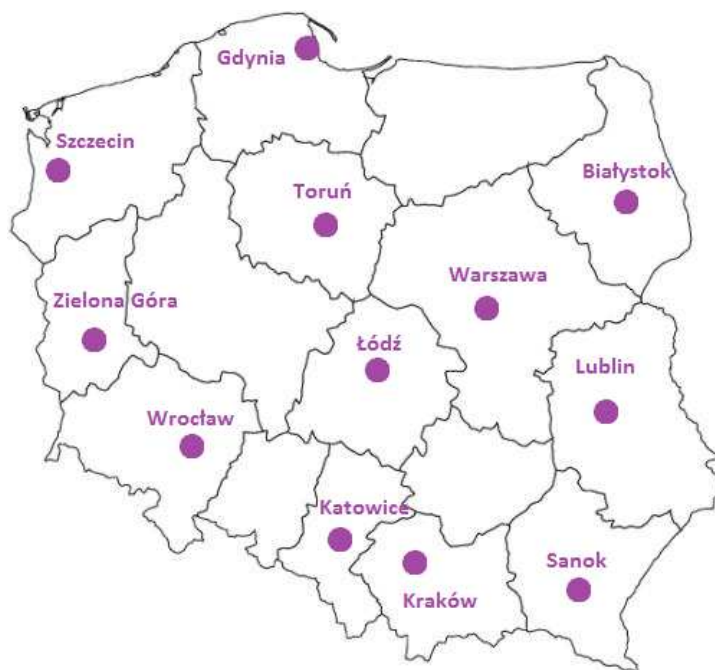 Gdynia
Szczecin
Białystok
Toruń
Warszawa
Zielona Góra
Łódź
Lublin
Wrocław
Katowice
Sanok
Kraków